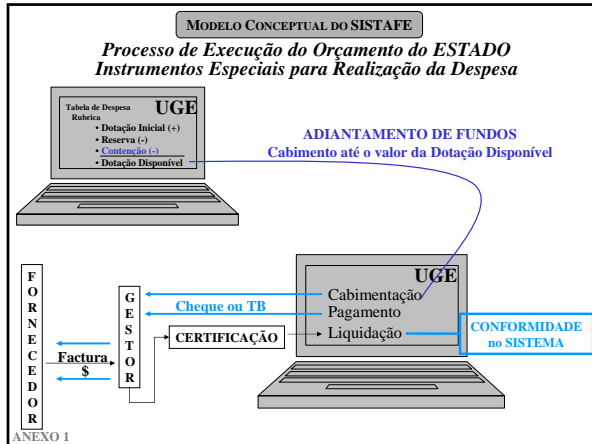 MODELO CONCEPTUAL DO SISTAFE
Processo de Execução do Orçamento do ESTADO
Instrumentos Especiais para Realização da Despesa
Tabela de Despesa
UGE
Rubrica
• Dotação Inicial (+)
• Reserva (-)
• Contenção (-)
• Dotação Disponível
ADIANTAMENTO DE FUNDOS
Cabimento até o valor da Dotação Disponível
FORNECEDOR
Factura
$
GESTOR
Cheque ou TB
CERTIFICAÇÃO
UGE
Cabimentação
Pagamento
Liquidação
CONFORMIDADE
no SISTEMA
ANEXO 1